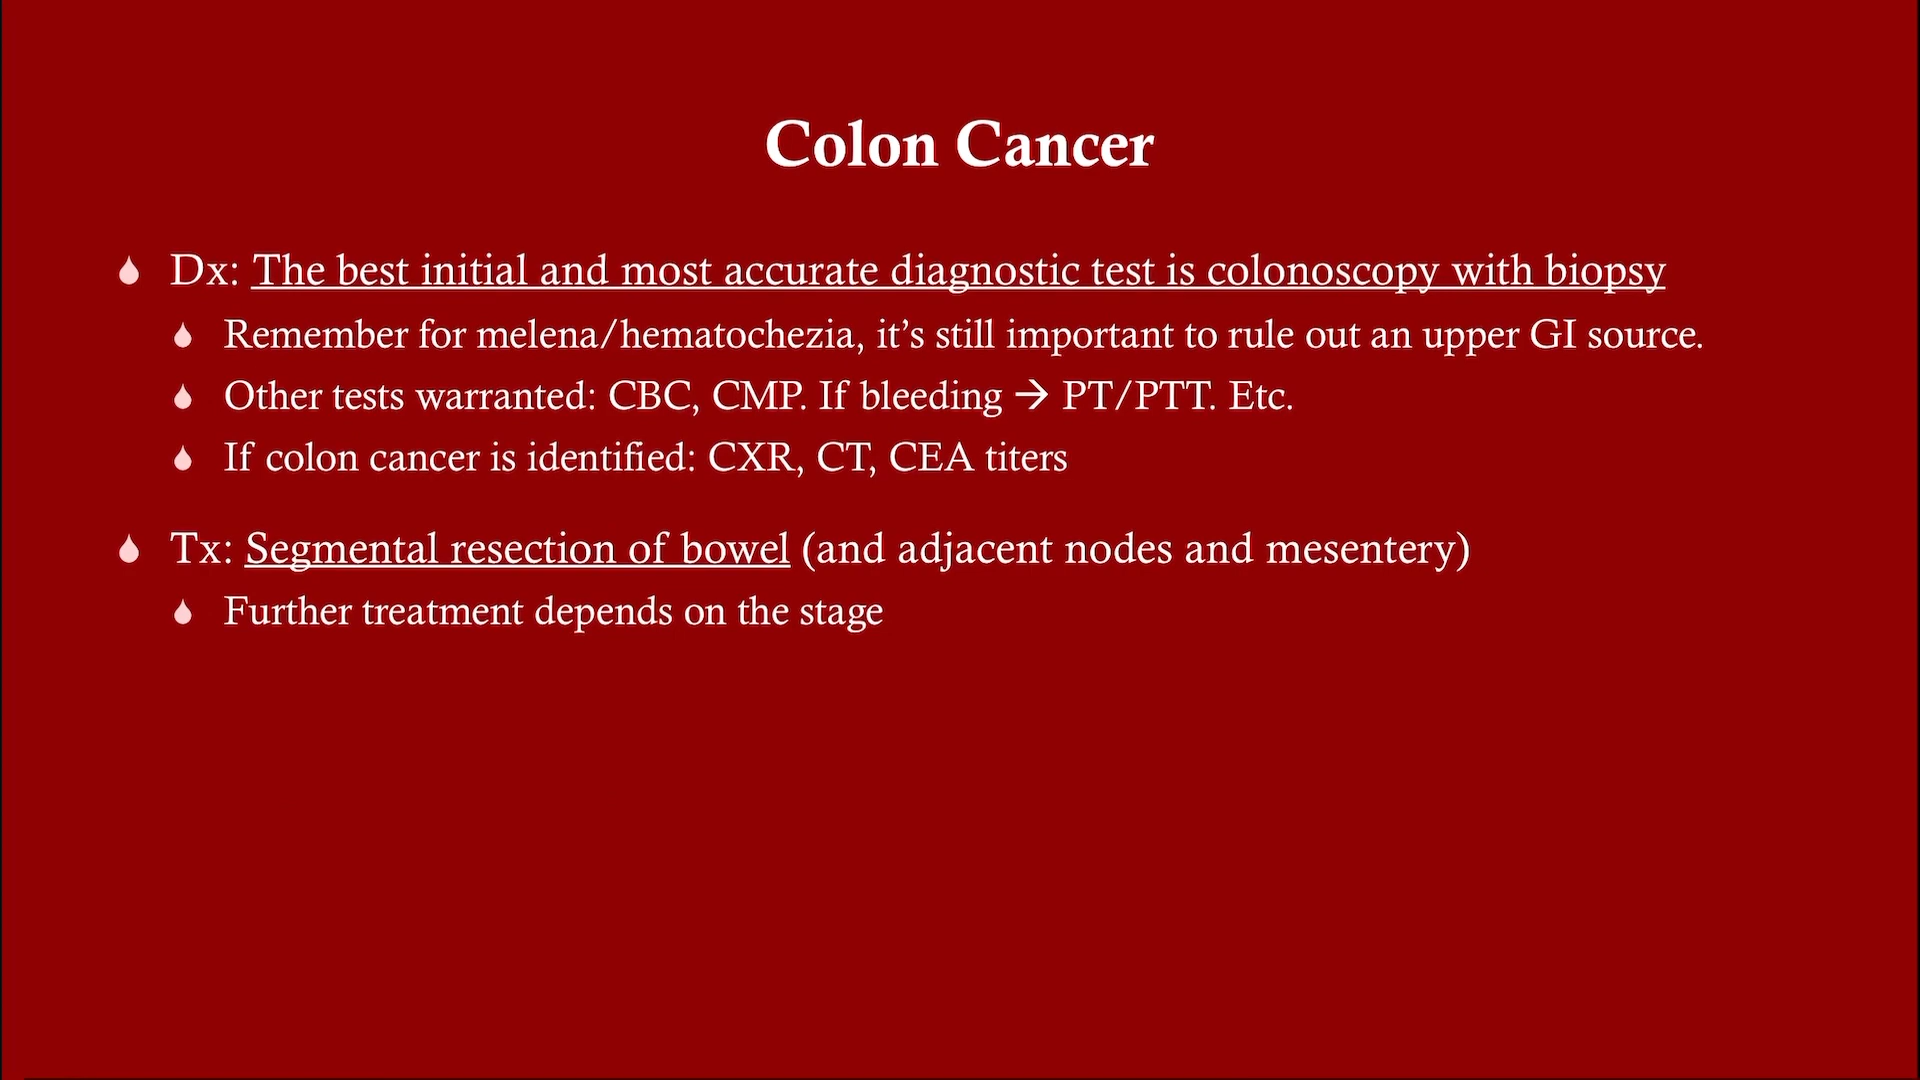 Colon Cancer
Dx: The best initial and most accurate diagnostic test is colonoscopy with biopsy
Remember for melena/hematochezia, it’s still important to rule out an upper GI source.
Other tests warranted: CBC, CMP. If bleeding → PT/PTT. Etc.
If colon cancer is identified: CXR, CT, CEA titers
Tx: Segmental resection of bowel (and adjacent nodes and mesentery)
Further treatment depends on the stage